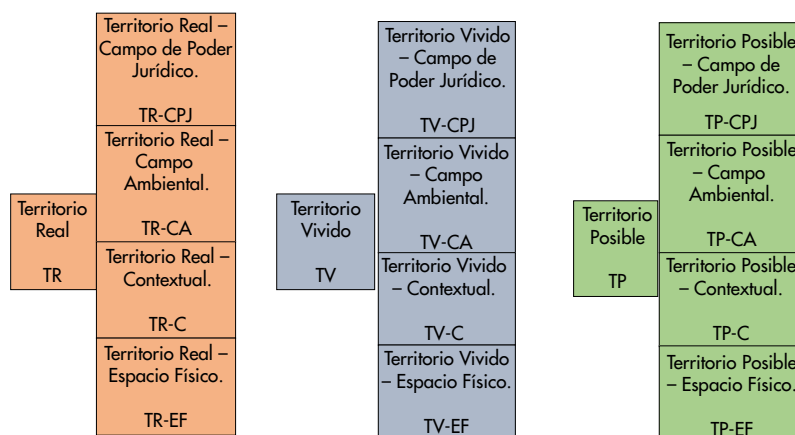 Territorio
Real
TR
Territorio Real –
Campo de Poder
Jurídico.
TR-CPJ
Territorio Real –
Campo
Ambiental.
TR-CA
Territorio Real –
Contextual.
TR-C
Territorio Real –
Espacio Físico.
TR-EF
Territorio
Vivido
TV
Territorio Vivido
– Campo de
Poder Jurídico.
TV-CPJ
Territorio Vivido
– Campo
Ambiental.
TV-CA
Territorio Vivido
– Contextual.
TV-C
Territorio Vivido
– Espacio Físico.
TV-EF
Territorio
Posible
TP
Territorio Posible
– Campo de
Poder Jurídico.
TP-CPJ
Territorio Posible
– Campo
Ambiental.
TP-CA
Territorio Posible
– Contextual.
TP-C
Territorio Posible
– Espacio Físico.
TP-EF